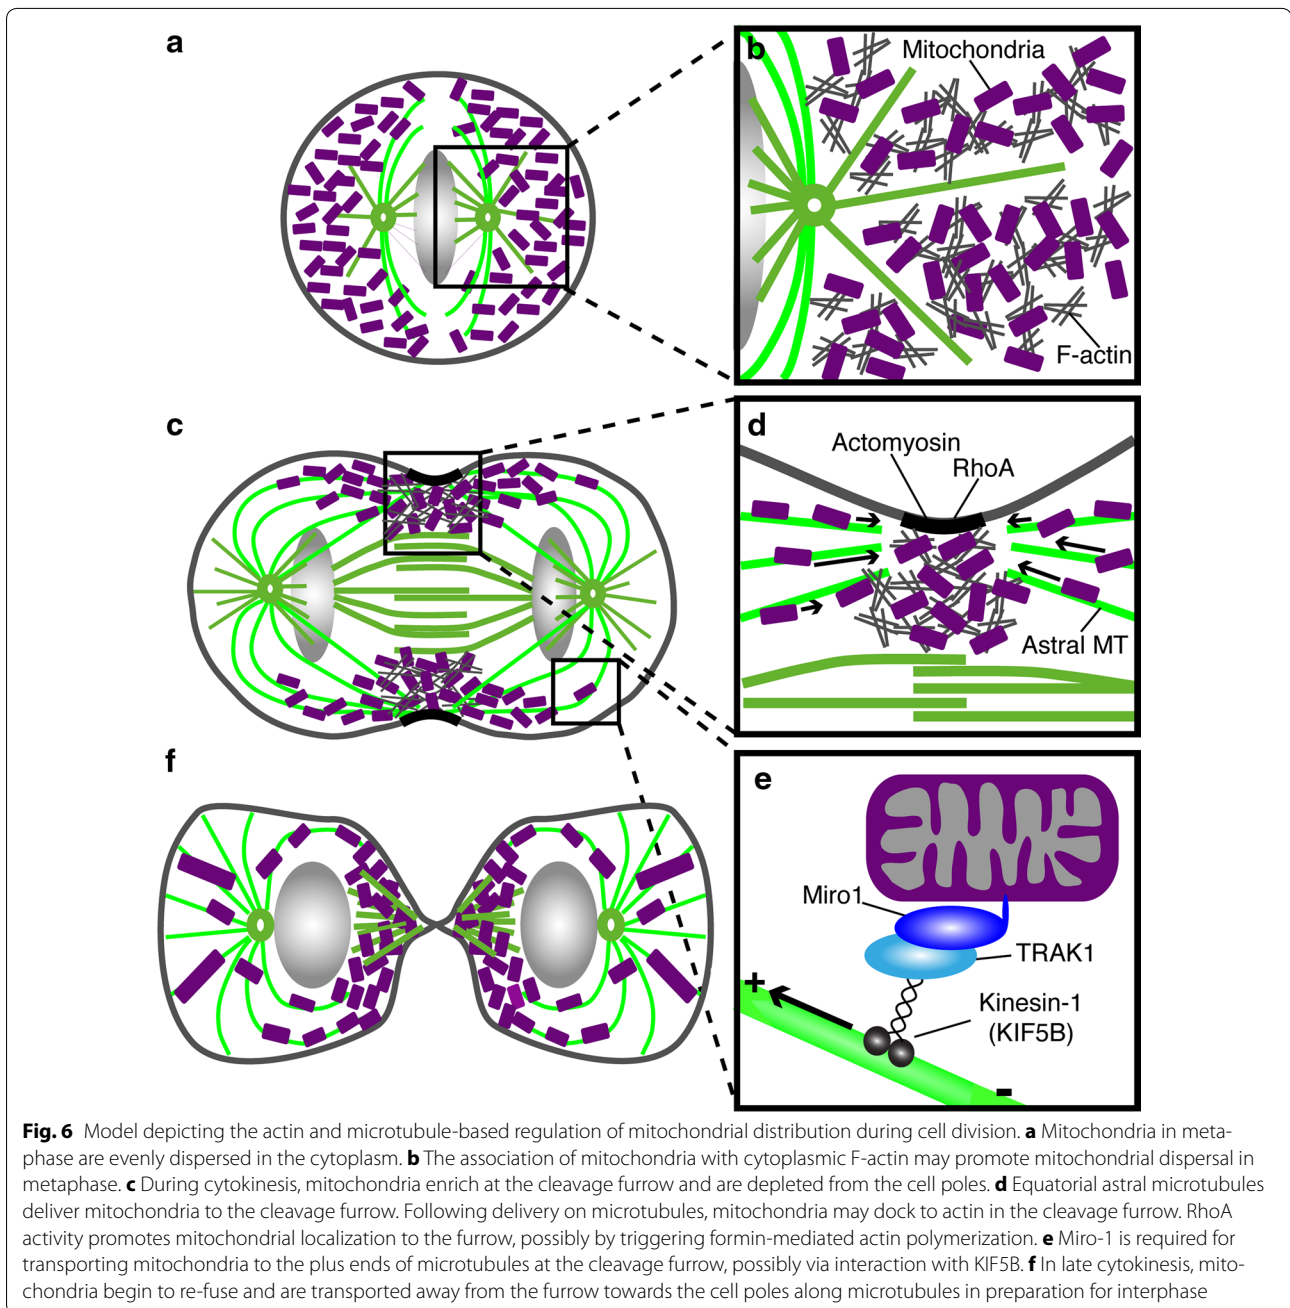 a
b
Mitochondria
F-actin
c
d
Actomyosin
RhoA
Astral MT
f
e
Miro1
TRAK1
+
Kinesin-1
(KIF5B)
-
Fig. 6 Model depicting the actin and microtubule-based regulation of mitochondrial distribution during cell division. a Mitochondria in meta-
phase are evenly dispersed in the cytoplasm. b The association of mitochondria with cytoplasmic F-actin may promote mitochondrial dispersal in
metaphase. c During cytokinesis, mitochondria enrich at the cleavage furrow and are depleted from the cell poles. d Equatorial astral microtubules
deliver mitochondria to the cleavage furrow. Following delivery on microtubules, mitochondria may dock to actin in the cleavage furrow. RhoA
activity promotes mitochondrial localization to the furrow, possibly by triggering formin-mediated actin polymerization. e Miro-1 is required for
transporting mitochondria to the plus ends of microtubules at the cleavage furrow, possibly via interaction with KIF5B. f In late cytokinesis, mito-
chondria begin to re-fuse and are transported away from the furrow towards the cell poles along microtubules in preparation for interphase